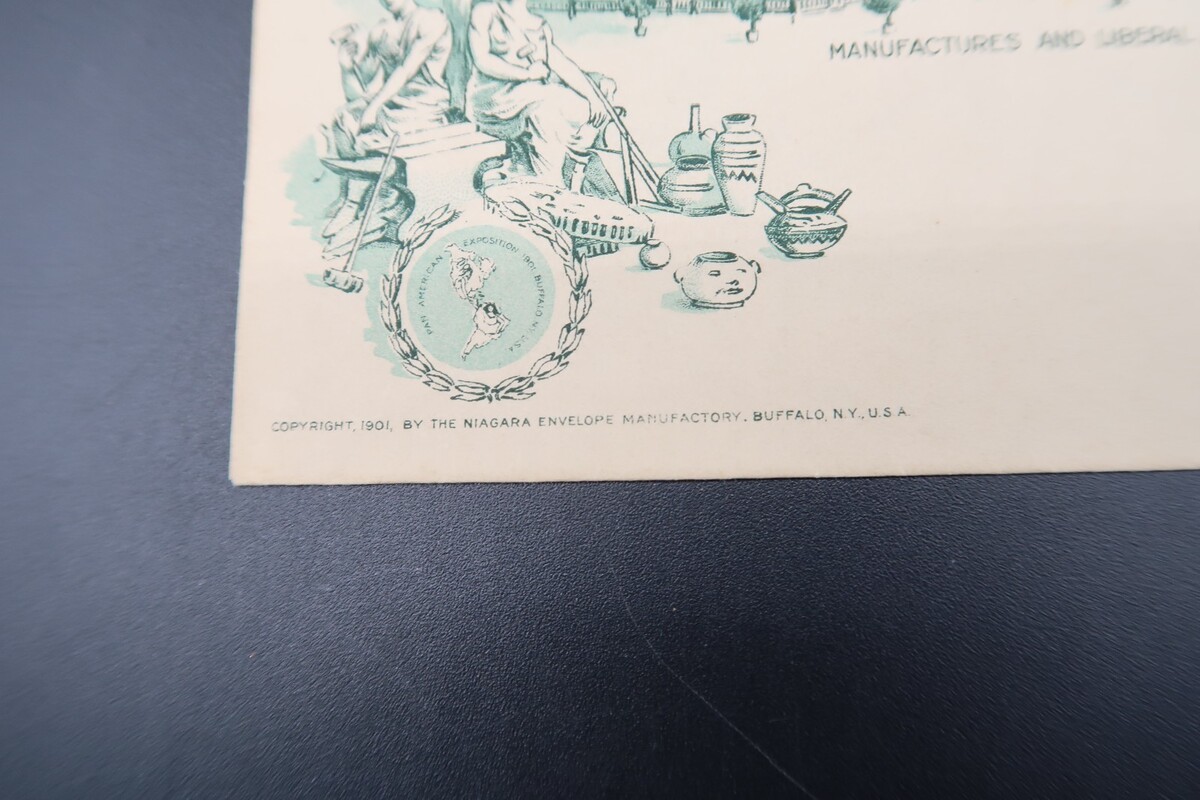 MANUFACTURES AND LIBERAL
PAN AMERICAN EXPOSITION 1901, BUFFALO N.Y. U.S.A.
COPYRIGHT, 1901, BY THE NIAGARA ENVELOPE MANUFACTORY. BUFFALO, N.Y., U.S.A.